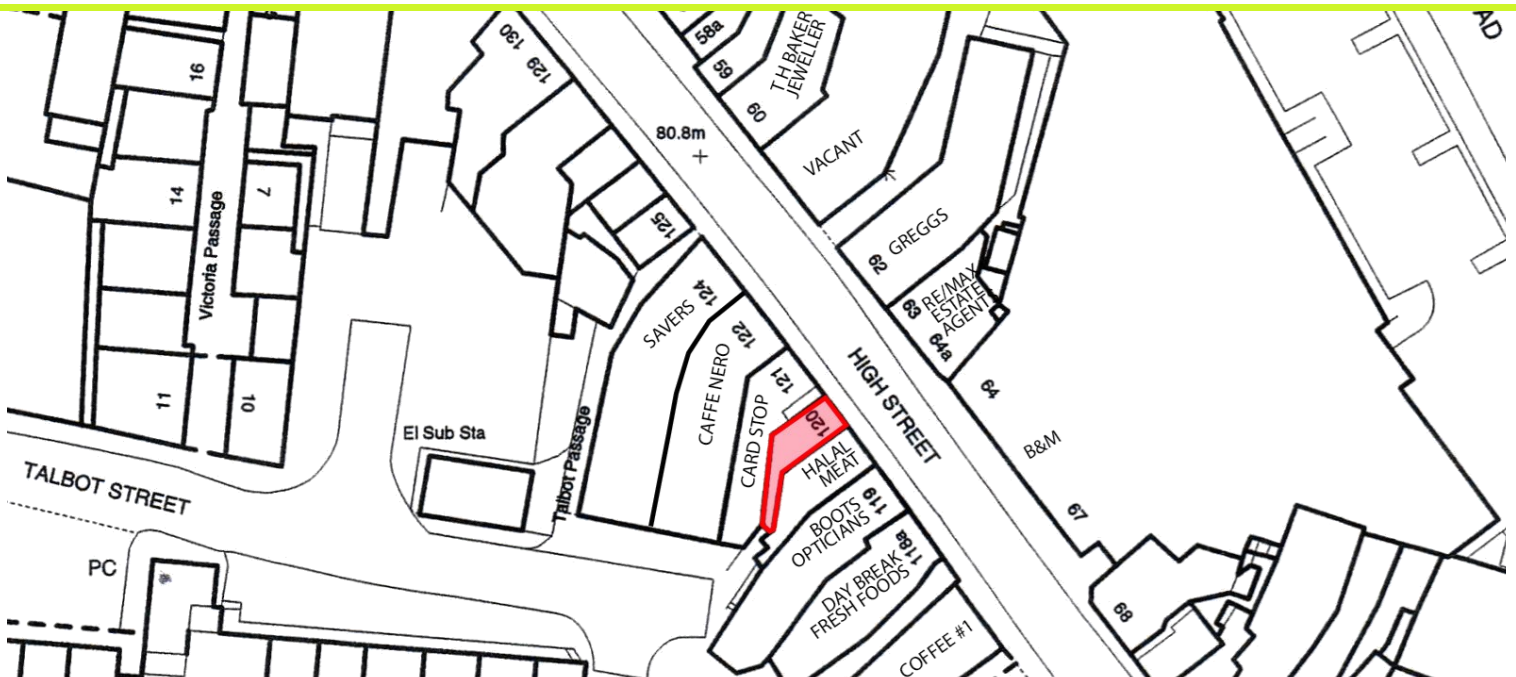 130
129
16
58a
59
T H BAKER
JEWELLER
60
80.8m
VACANT
14
7
Victoria Passage
125
GREGGS
62
124
SAVERS
RE/MAX
ESTATE
AGENT
63
64a
122
CAFFE NERO
HIGH STREET
121
CARD STOP
120
64
11
10
El Sub Sta
HALAL
MEAT
B&M
Talbot Passage
TALBOT STREET
119
BOOTS
OPTICIANS
67
118a
DAY BREAK
FRESH FOODS
PC
68
COFFEE #1